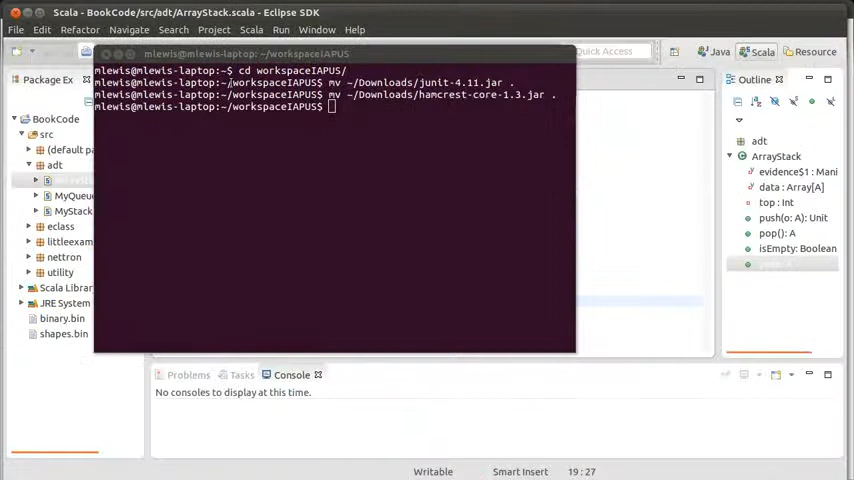 Scala - BookCode/src/adt/ArrayStack.scala - Eclipse SDK
File Edit Refactor Navigate Search Project Scala Run Window Help
Quick Access
Java Scala Resource
Package Ex
BookCode
src
(default pa
adt
MyQueu
MyStack
eclass
littleexam
nettron
utility
Scala Librar
JRE System
binary.bin
shapes.bin
mlewis@mlewis-laptop: ~/workspaceIAPUS
mlewis@mlewis-laptop:~$ cd workspaceIAPUS/
mlewis@mlewis-laptop:~/workspaceIAPUS$ mv ~/Downloads/junit-4.11.jar .
mlewis@mlewis-laptop:~/workspaceIAPUS$ mv ~/Downloads/hamcrest-core-1.3.jar .
mlewis@mlewis-laptop:~/workspaceIAPUS$
Outline
adt
ArrayStack
evidence$1 : Mani
data : Array[A]
top : Int
push(o: A): Unit
pop(): A
isEmpty: Boolean
Problems Tasks Console
No consoles to display at this time.
Writable Smart Insert 19 : 27